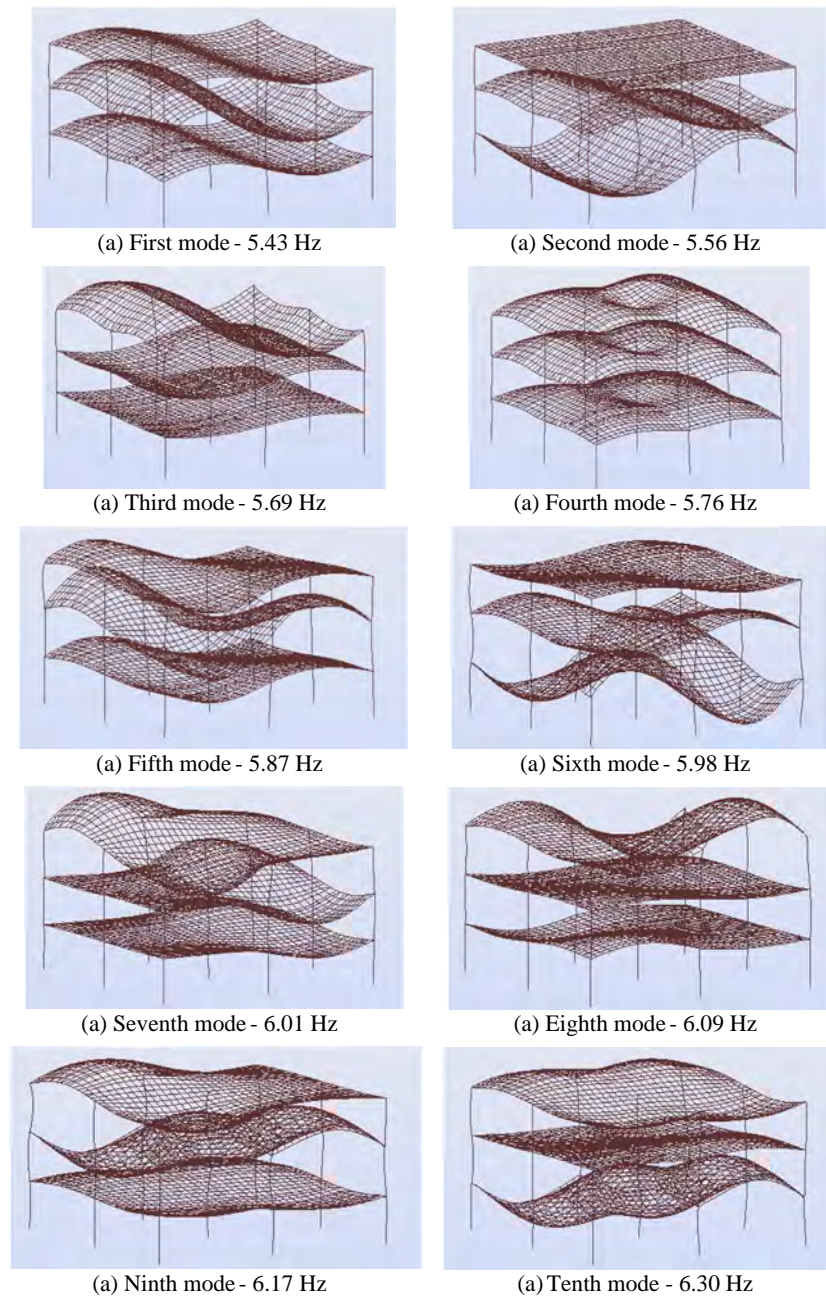 (a) First mode - 5.43 Hz
(a) Second mode - 5.56 Hz
(a) Third mode - 5.69 Hz
(a) Fourth mode - 5.76 Hz
(a) Fifth mode - 5.87 Hz
(a) Sixth mode - 5.98 Hz
(a) Seventh mode - 6.01 Hz
(a) Eighth mode - 6.09 Hz
(a) Ninth mode - 6.17 Hz
(a) Tenth mode - 6.30 Hz